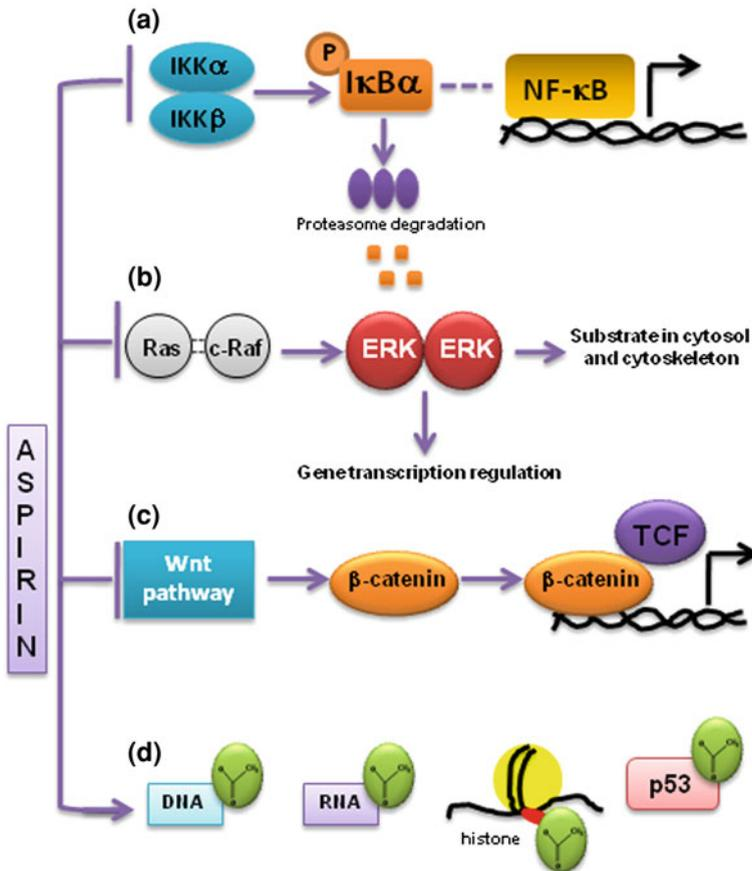 (a)
IKKα
IKKβ
P
IκBα
NF-κB
Proteasome degradation
(b)
Ras
c-Raf
ERK
ERK
Substrate in cytosol
and cytoskeleton
Gene transcription regulation
A
S
P
I
R
I
N
(c)
Wnt
pathway
β-catenin
β-catenin
TCF
(d)
DNA
RNA
histone
p53